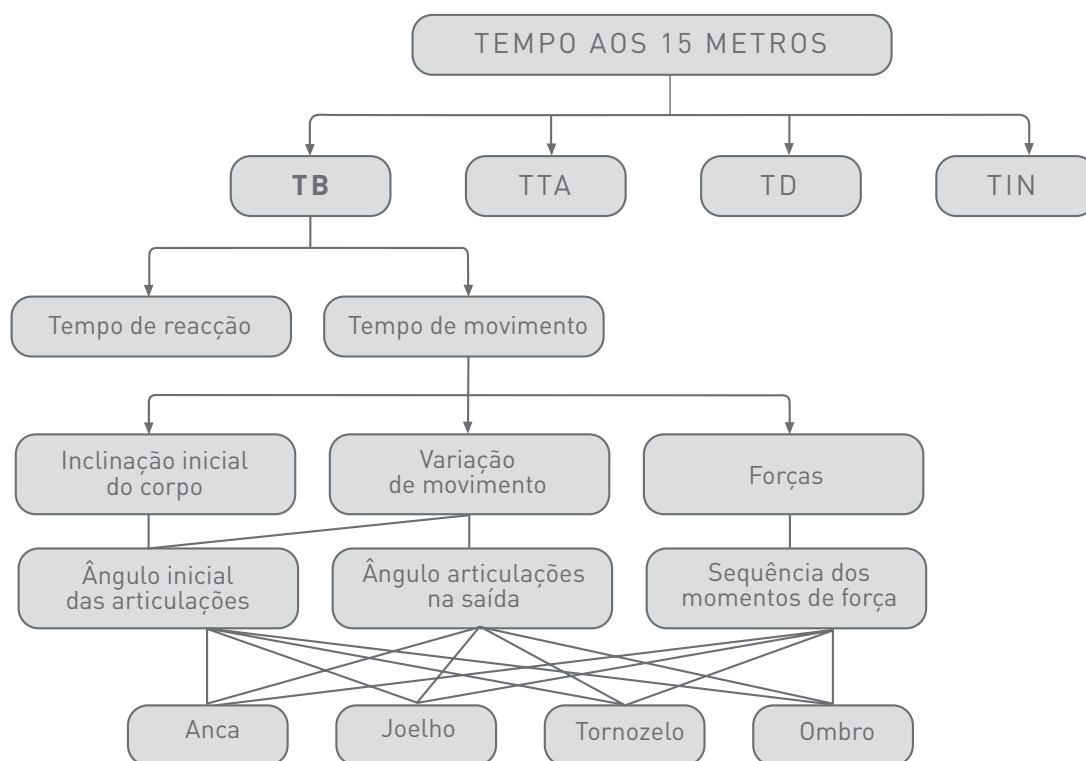 TEMPO AOS 15 METROS
TB
TTA
TD
TIN
Tempo de reacção
Tempo de movimento
Inclinação inicial
do corpo
Variação
de movimento
Forças
Ângulo inicial
das articulações
Ângulo articulações
na saída
Sequência dos
momentos de força
Anca
Joelho
Tornozelo
Ombro